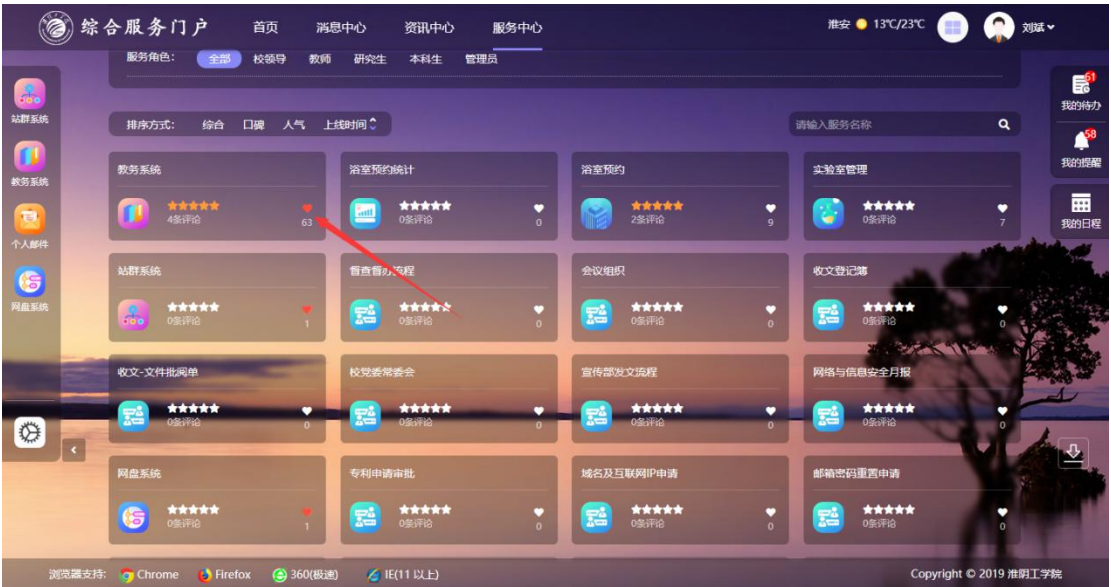 综合服务门户 首页 消息中心 资讯中心 服务中心 淮安 13℃/23℃ 刘斌
服务角色： 全部 校领导 教师 研究生 本科生 管理员
61
我的待办
站群系统
排序方式： 综合 口碑 人气 上线时间 请输入服务名称
58
我的提醒
教务系统 浴室预约统计 浴室预约 实验室管理
教务系统
4条评论 63 0条评论 0 2条评论 9 0条评论 7
我的日程
个人邮件
站群系统 督查督办流程 会议组织 收文登记簿
网盘系统
0条评论 1 0条评论 0 0条评论 0 0条评论 0
收文-文件批阅单 校党委常委会 宣传部发文流程 网络与信息安全月报
0条评论 0 0条评论 0 0条评论 0 0条评论 0
网盘系统 专利申请审批 域名及互联网IP申请 邮箱密码重置申请
0条评论 1 0条评论 0 0条评论 0 0条评论 0
浏览器支持: Chrome Firefox 360(极速) IE(11 以上) Copyright © 2019 淮阴工学院